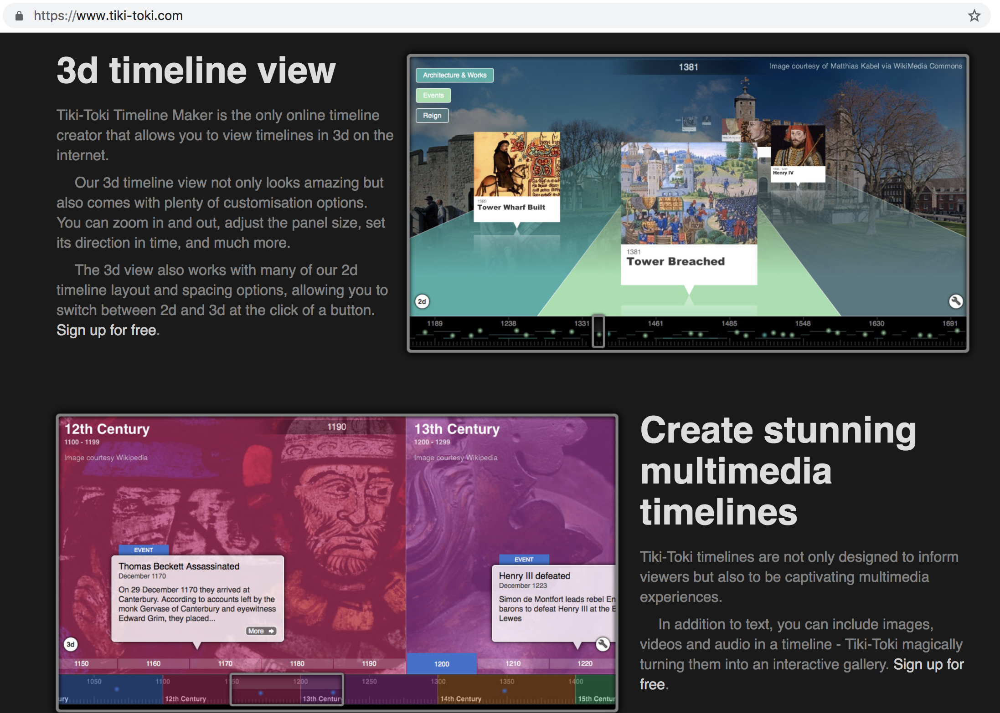 https://www.tiki-toki.com
3d timeline view
Tiki-Toki Timeline Maker is the only online timeline
creator that allows you to view timelines in 3d on the
internet.
Our 3d timeline view not only looks amazing but
also comes with plenty of customisation options.
You can zoom in and out, adjust the panel size, set
its direction in time, and much more.
The 3d view also works with many of our 2d
timeline layout and spacing options, allowing you to
switch between 2d and 3d at the click of a button.
Sign up for free.
1381
Image courtesy of Matthias Kabel via WikiMedia Commons
Architecture & Works
Events
Reign
1389
Tower Wharf Built
1381
Tower Breached
Henry IV
2d
1189 1238 1331 1461 1485 1548 1630 1691
12th Century
1100 - 1199
Image courtesy Wikipedia
1190
13th Century
1200 - 1299
Image courtesy Wikipedia
EVENT
Thomas Beckett Assassinated
December 1170
On 29 December 1170 they arrived at
Canterbury. According to accounts left by the
monk Gervase of Canterbury and eyewitness
Edward Grim, they placed...
More
EVENT
Henry III defeated
December 1223
Simon de Montfort leads rebel En
barons to defeat Henry III at the B
Lewes
3d
1150 1160 1170 1180 1190 1200 1210 1220
1050 1100 1150 1200 1250 1300 1350 1400
ury 12th Century 13th Century 14th Century 15th Centur
Create stunning
multimedia
timelines
Tiki-Toki timelines are not only designed to inform
viewers but also to be captivating multimedia
experiences.
In addition to text, you can include images,
videos and audio in a timeline - Tiki-Toki magically
turning them into an interactive gallery. Sign up for
free.